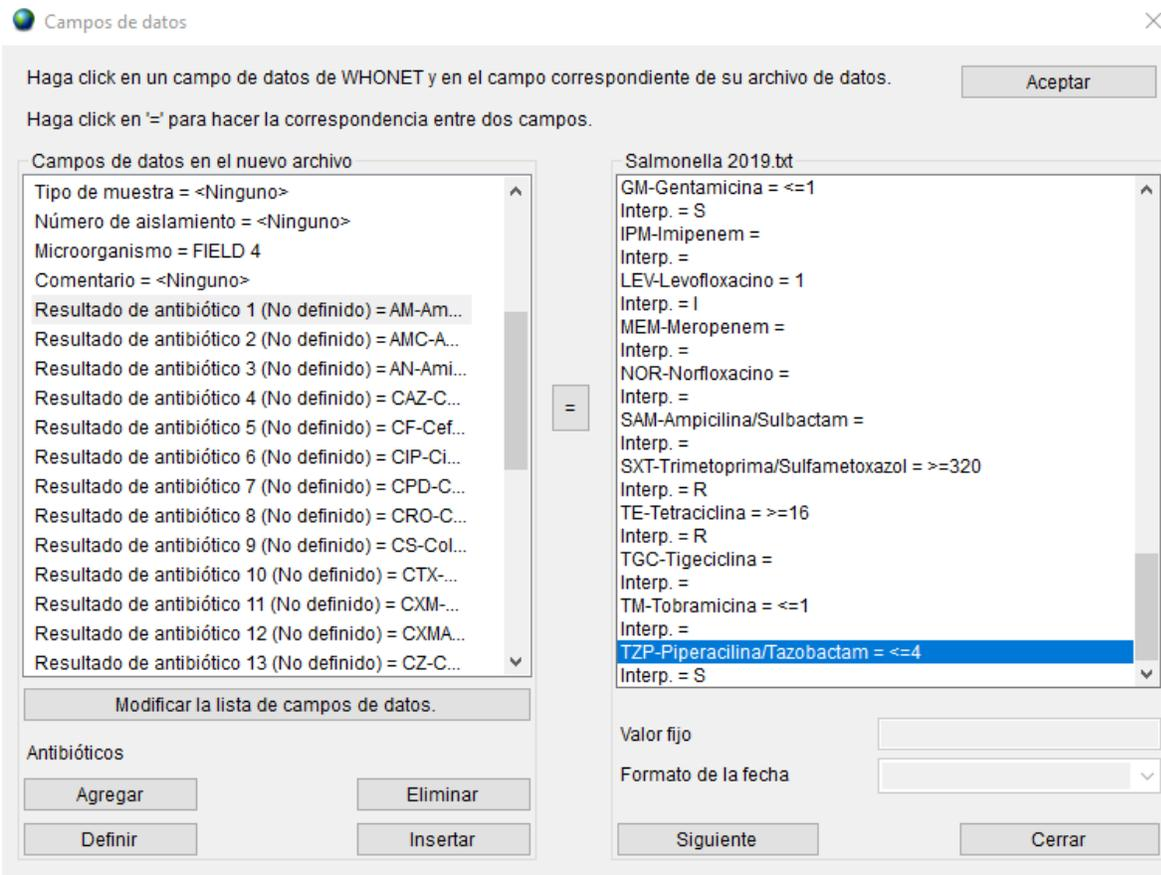 Campos de datos
Haga click en un campo de datos de WHONET y en el campo correspondiente de su archivo de datos.
Aceptar
Haga click en '=' para hacer la correspondencia entre dos campos.
Campos de datos en el nuevo archivo
Tipo de muestra = <Ninguno>
Número de aislamiento = <Ninguno>
Microorganismo = FIELD 4
Comentario = <Ninguno>
Resultado de antibiótico 1 (No definido) = AM-Am...
Resultado de antibiótico 2 (No definido) = AMC-A...
Resultado de antibiótico 3 (No definido) = AN-Ami...
Resultado de antibiótico 4 (No definido) = CAZ-C...
Resultado de antibiótico 5 (No definido) = CF-Cef...
Resultado de antibiótico 6 (No definido) = CIP-Ci...
Resultado de antibiótico 7 (No definido) = CPD-C...
Resultado de antibiótico 8 (No definido) = CRO-C...
Resultado de antibiótico 9 (No definido) = CS-Col...
Resultado de antibiótico 10 (No definido) = CTX-...
Resultado de antibiótico 11 (No definido) = CXM-...
Resultado de antibiótico 12 (No definido) = CXMA...
Resultado de antibiótico 13 (No definido) = CZ-C...
Modificar la lista de campos de datos.
Antibióticos
Agregar
Eliminar
Definir
Insertar
=
Salmonella 2019.txt
GM-Gentamicina = <=1
Interp. = S
IPM-Imipenem =
Interp. =
LEV-Levofloxacino = 1
Interp. = I
MEM-Meropenem =
Interp. =
NOR-Norfloxacino =
Interp. =
SAM-Ampicilina/Sulbactam =
Interp. =
SXT-Trimetoprima/Sulfametoxazol = >=320
Interp. = R
TE-Tetraciclina = >=16
Interp. = R
TGC-Tigeciclina =
Interp. =
TM-Tobramicina = <=1
Interp. =
TZP-Piperacilina/Tazobactam = <=4
Interp. = S
Valor fijo
Formato de la fecha
Siguiente
Cerrar